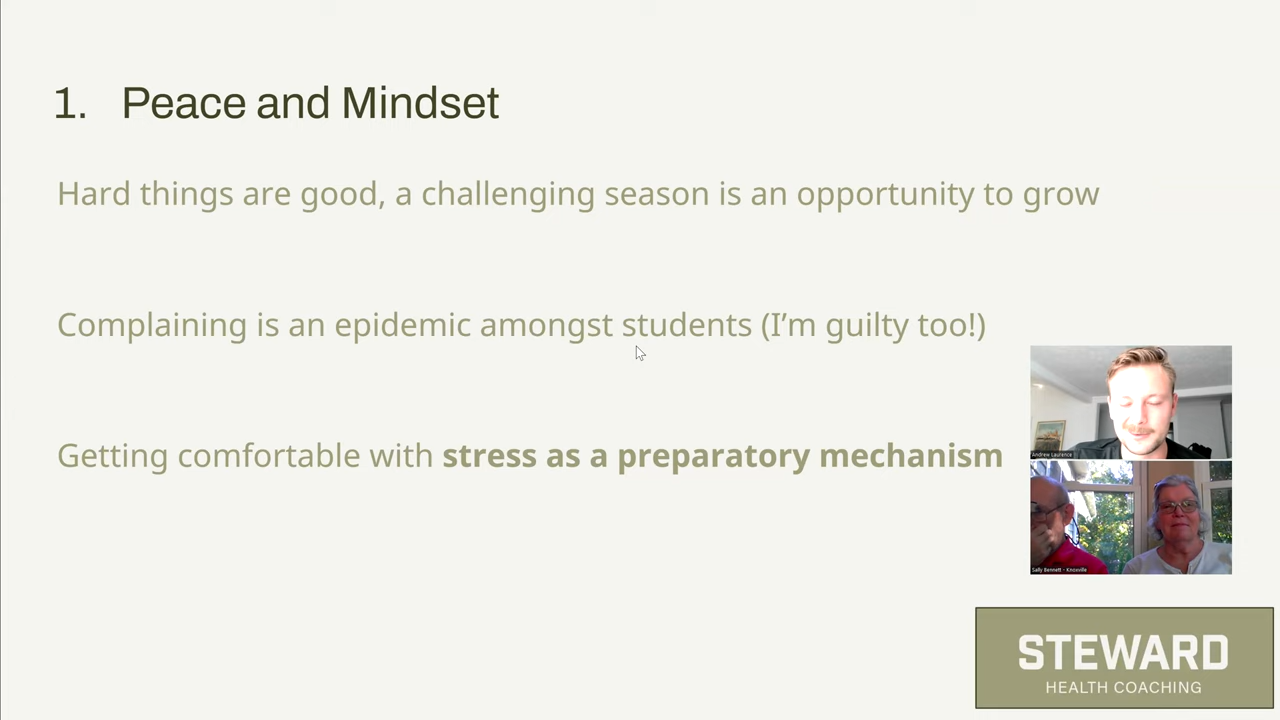 1. Peace and Mindset
Hard things are good, a challenging season is an opportunity to grow
Complaining is an epidemic amongst students (I’m guilty too!)
Getting comfortable with stress as a preparatory mechanism
Andrew Laurence
Sally Bennett - Knoxville
STEWARD
HEALTH COACHING